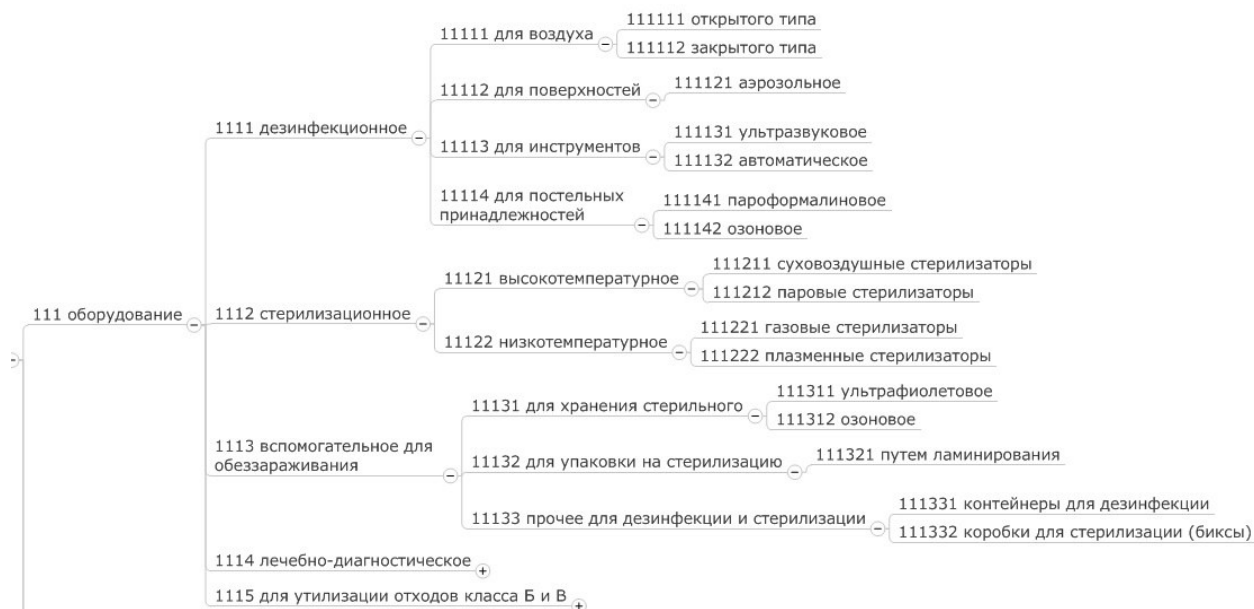 111 оборудование
1111 дезинфекционное
11111 для воздуха
111111 открытого типа
111112 закрытого типа
11112 для поверхностей
111121 аэрозольное
11113 для инструментов
111131 ультразвуковое
111132 автоматическое
11114 для постельных
принадлежностей
111141 пароформалиновое
111142 озоновое
1112 стерилизационное
11121 высокотемпературное
111211 суховоздушные стерилизаторы
111212 паровые стерилизаторы
11122 низкотемпературное
111221 газовые стерилизаторы
111222 плазменные стерилизаторы
1113 вспомогательное для
обеззараживания
11131 для хранения стерильного
111311 ультрафиолетовое
111312 озоновое
11132 для упаковки на стерилизацию
111321 путем ламинирования
11133 прочее для дезинфекции и стерилизации
111331 контейнеры для дезинфекции
111332 коробки для стерилизации (биксы)
1114 лечебно-диагностическое
1115 для утилизации отходов класса Б и В